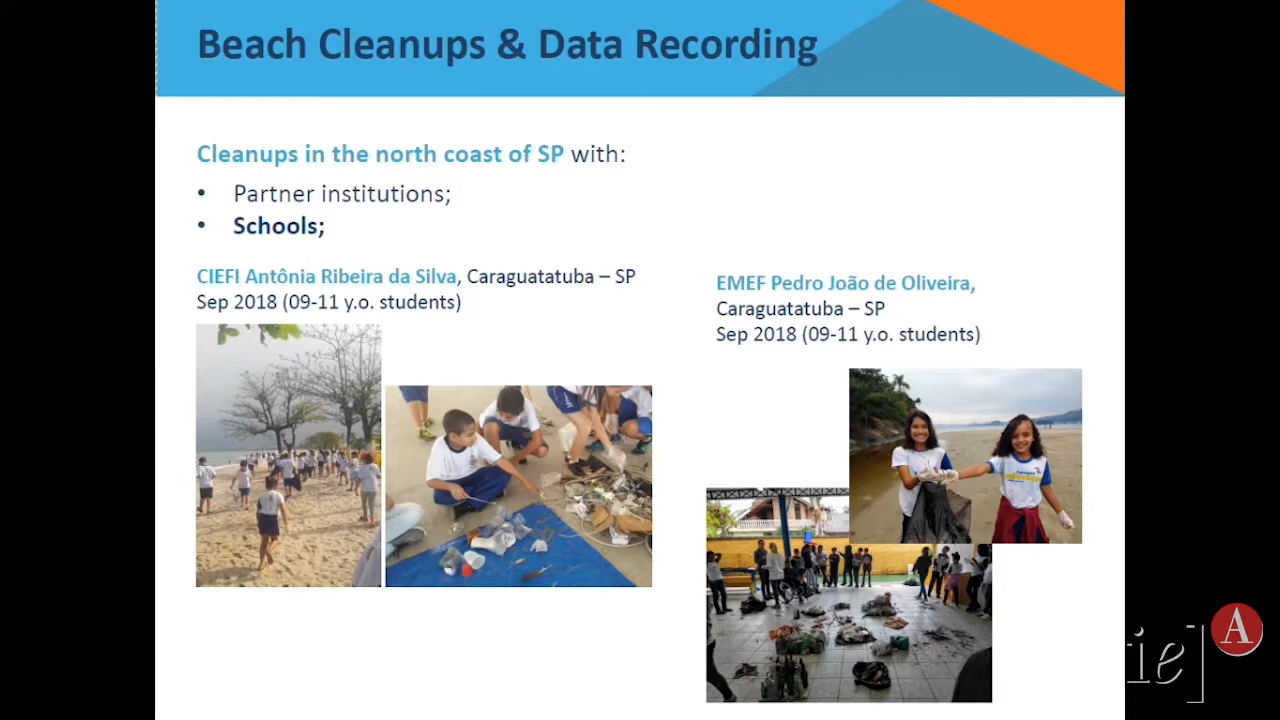 Beach Cleanups & Data Recording
Cleanups in the north coast of SP with:
• Partner institutions;
• Schools;
CIEFI Antônia Ribeira da Silva, Caraguatatuba – SP
Sep 2018 (09-11 y.o. students)
EMEF Pedro João de Oliveira,
Caraguatatuba – SP
Sep 2018 (09-11 y.o. students)
ie]
A